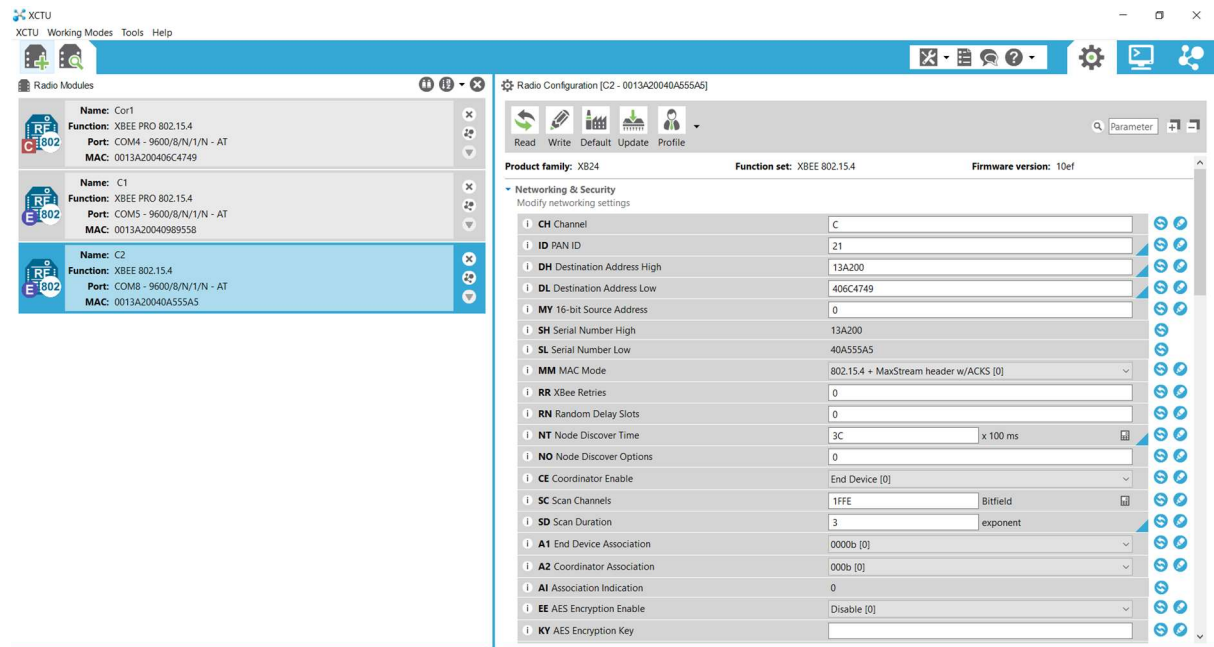 XCTU
XCTU Working Modes Tools Help
Radio Modules
Name: Cor1
Function: XBEE PRO 802.15.4
Port: COM4 - 9600/8/N/1/N - AT
MAC: 0013A200406C4749
RF
C 802
Name: C1
Function: XBEE PRO 802.15.4
Port: COM5 - 9600/8/N/1/N - AT
MAC: 0013A20040989558
RF
E 802
Name: C2
Function: XBEE 802.15.4
Port: COM8 - 9600/8/N/1/N - AT
MAC: 0013A20040A555A5
RF
E 802
Radio Configuration [C2 - 0013A20040A555A5]
Read Write Default Update Profile
Parameter
Product family: XB24 Function set: XBEE 802.15.4 Firmware version: 10ef
Networking & Security
Modify networking settings
i CH Channel C
i ID PAN ID 21
i DH Destination Address High 13A200
i DL Destination Address Low 406C4749
i MY 16-bit Source Address 0
i SH Serial Number High 13A200
i SL Serial Number Low 40A555A5
i MM MAC Mode 802.15.4 + MaxStream header w/ACKS [0]
i RR XBee Retries 0
i RN Random Delay Slots 0
i NT Node Discover Time 3C x 100 ms
i NO Node Discover Options 0
i CE Coordinator Enable End Device [0]
i SC Scan Channels 1FFE Bitfield
i SD Scan Duration 3 exponent
i A1 End Device Association 0000b [0]
i A2 Coordinator Association 000b [0]
i AI Association Indication 0
i EE AES Encryption Enable Disable [0]
i KY AES Encryption Key